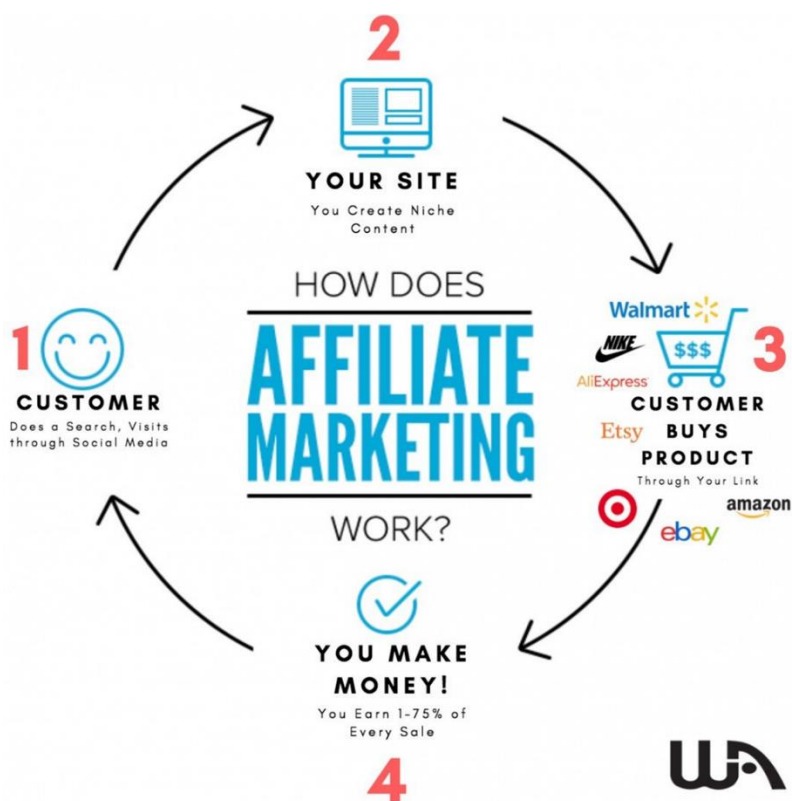 2
YOUR SITE
You Create Niche
Content
HOW DOES
AFFILIATE
MARKETING
WORK?
1
CUSTOMER
Does a Search, Visits
through Social Media
Walmart
NIKE
$$$
3
AliExpress
CUSTOMER
Etsy
BUYS
PRODUCT
Through Your Link
amazon
ebay
YOU MAKE
MONEY!
You Earn 1-75% of
Every Sale
4
WA